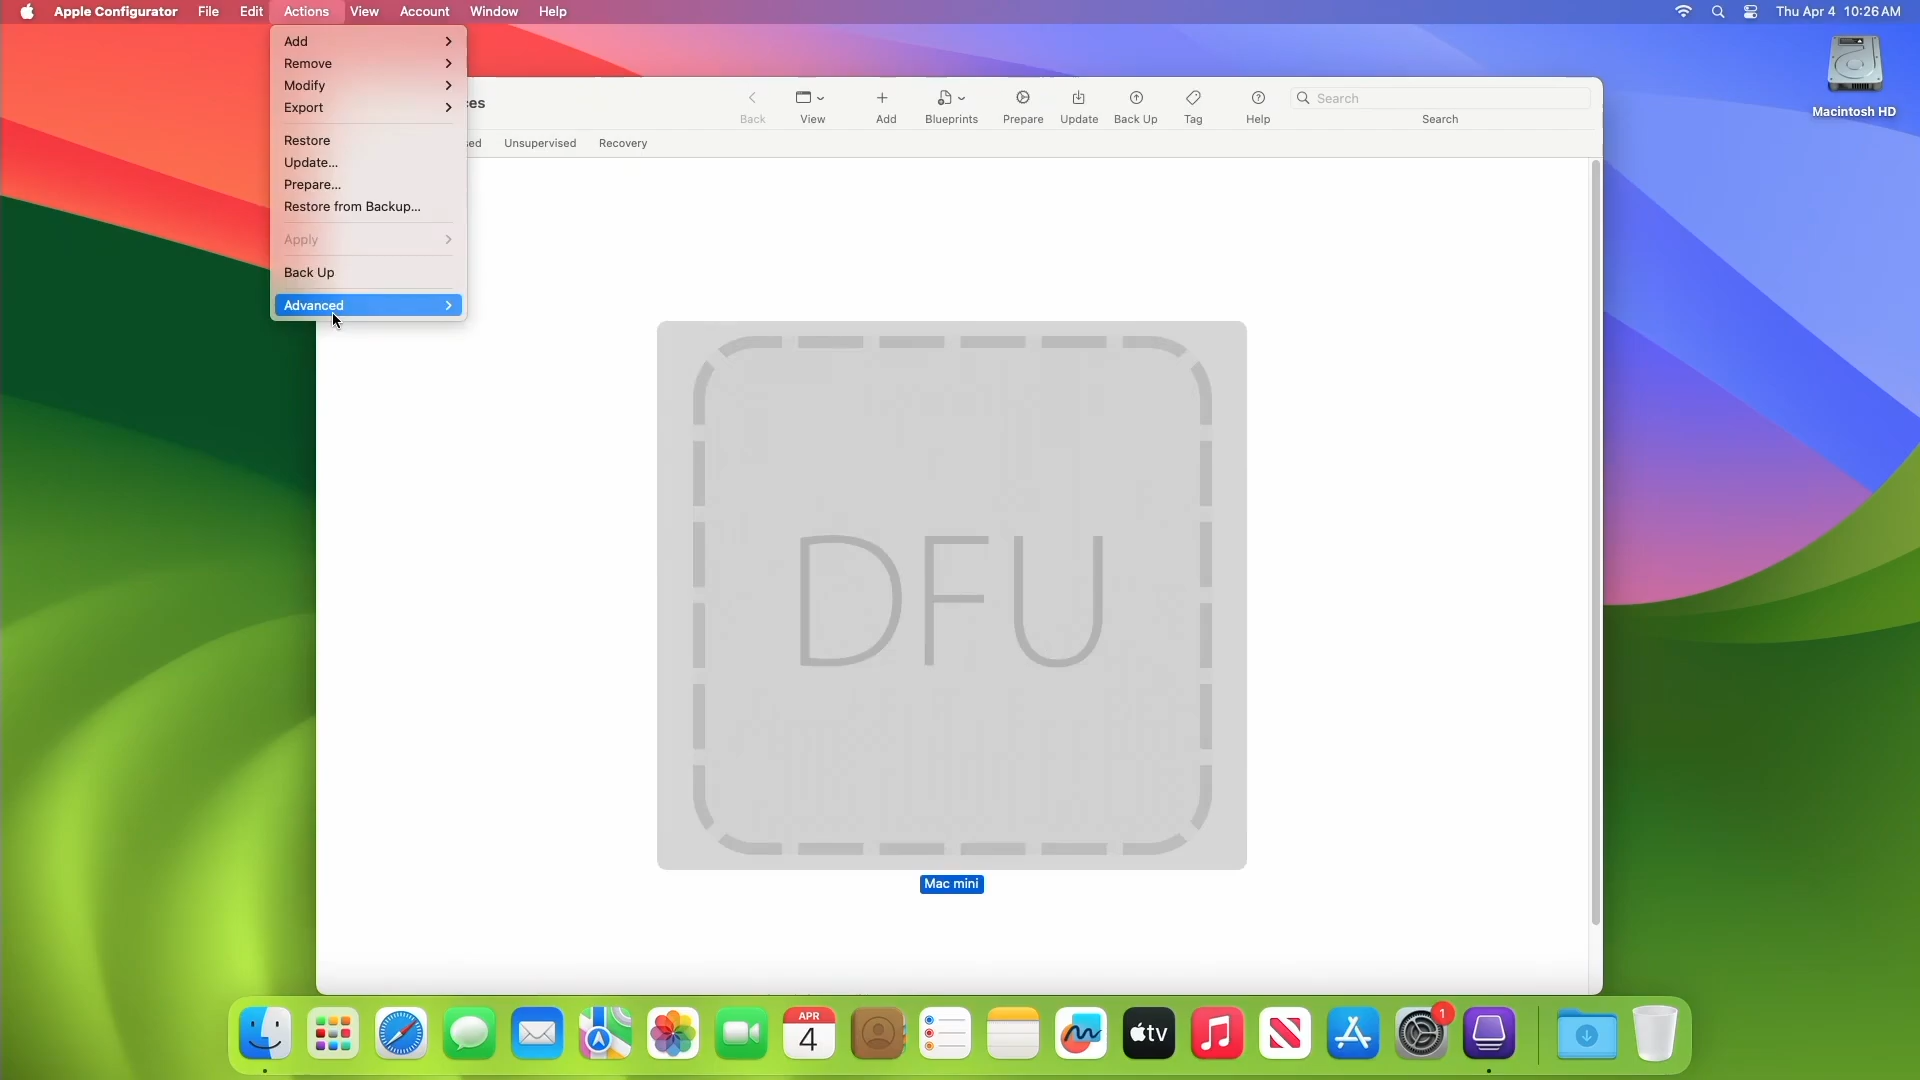 Apple Configurator File Edit Actions View Account Window Help Thu Apr 4 10:26 AM
Add
Remove
Modify
Export
Restore
Update...
Prepare...
Restore from Backup...
Apply
Back Up
Advanced
Back View Add Blueprints Prepare Update Back Up Tag Help Search
Search
Unsupervised Recovery
Macintosh HD
DFU
Mac mini
APR
4
tv
1